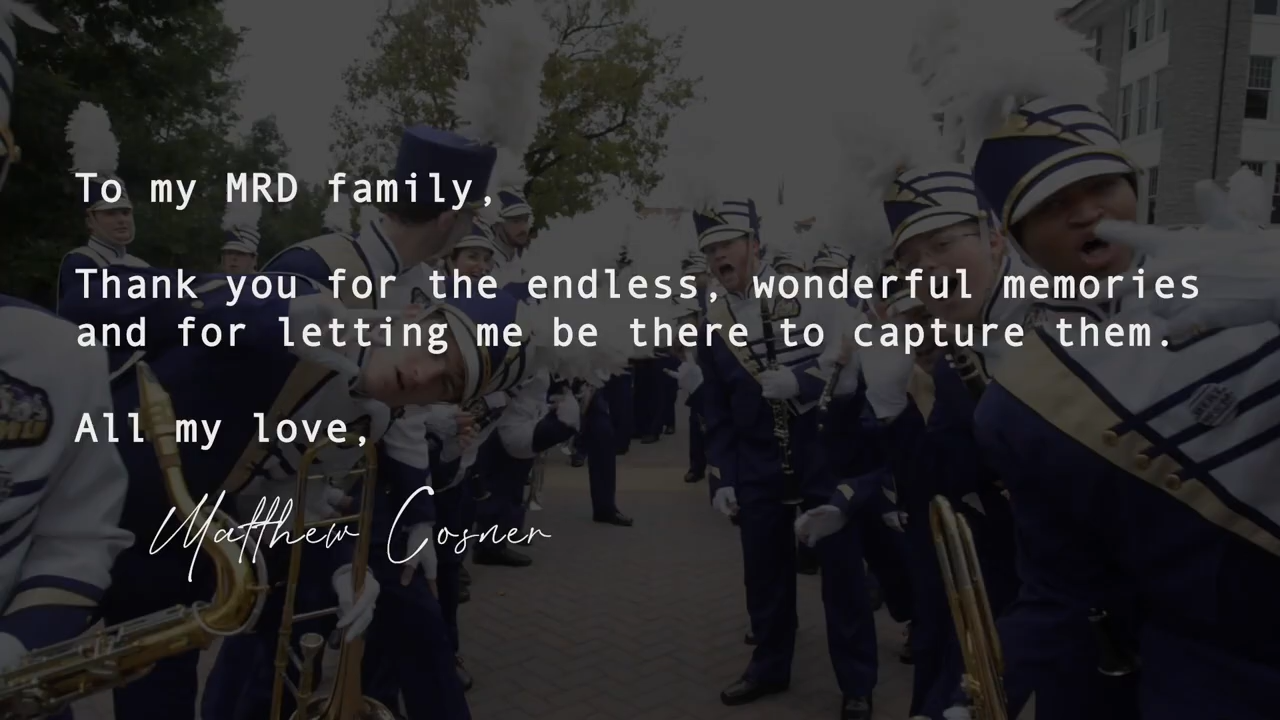 To my MRD family,
Thank you for the endless, wonderful memories
and for letting me be there to capture them.
All my love,
Matthew Cosner